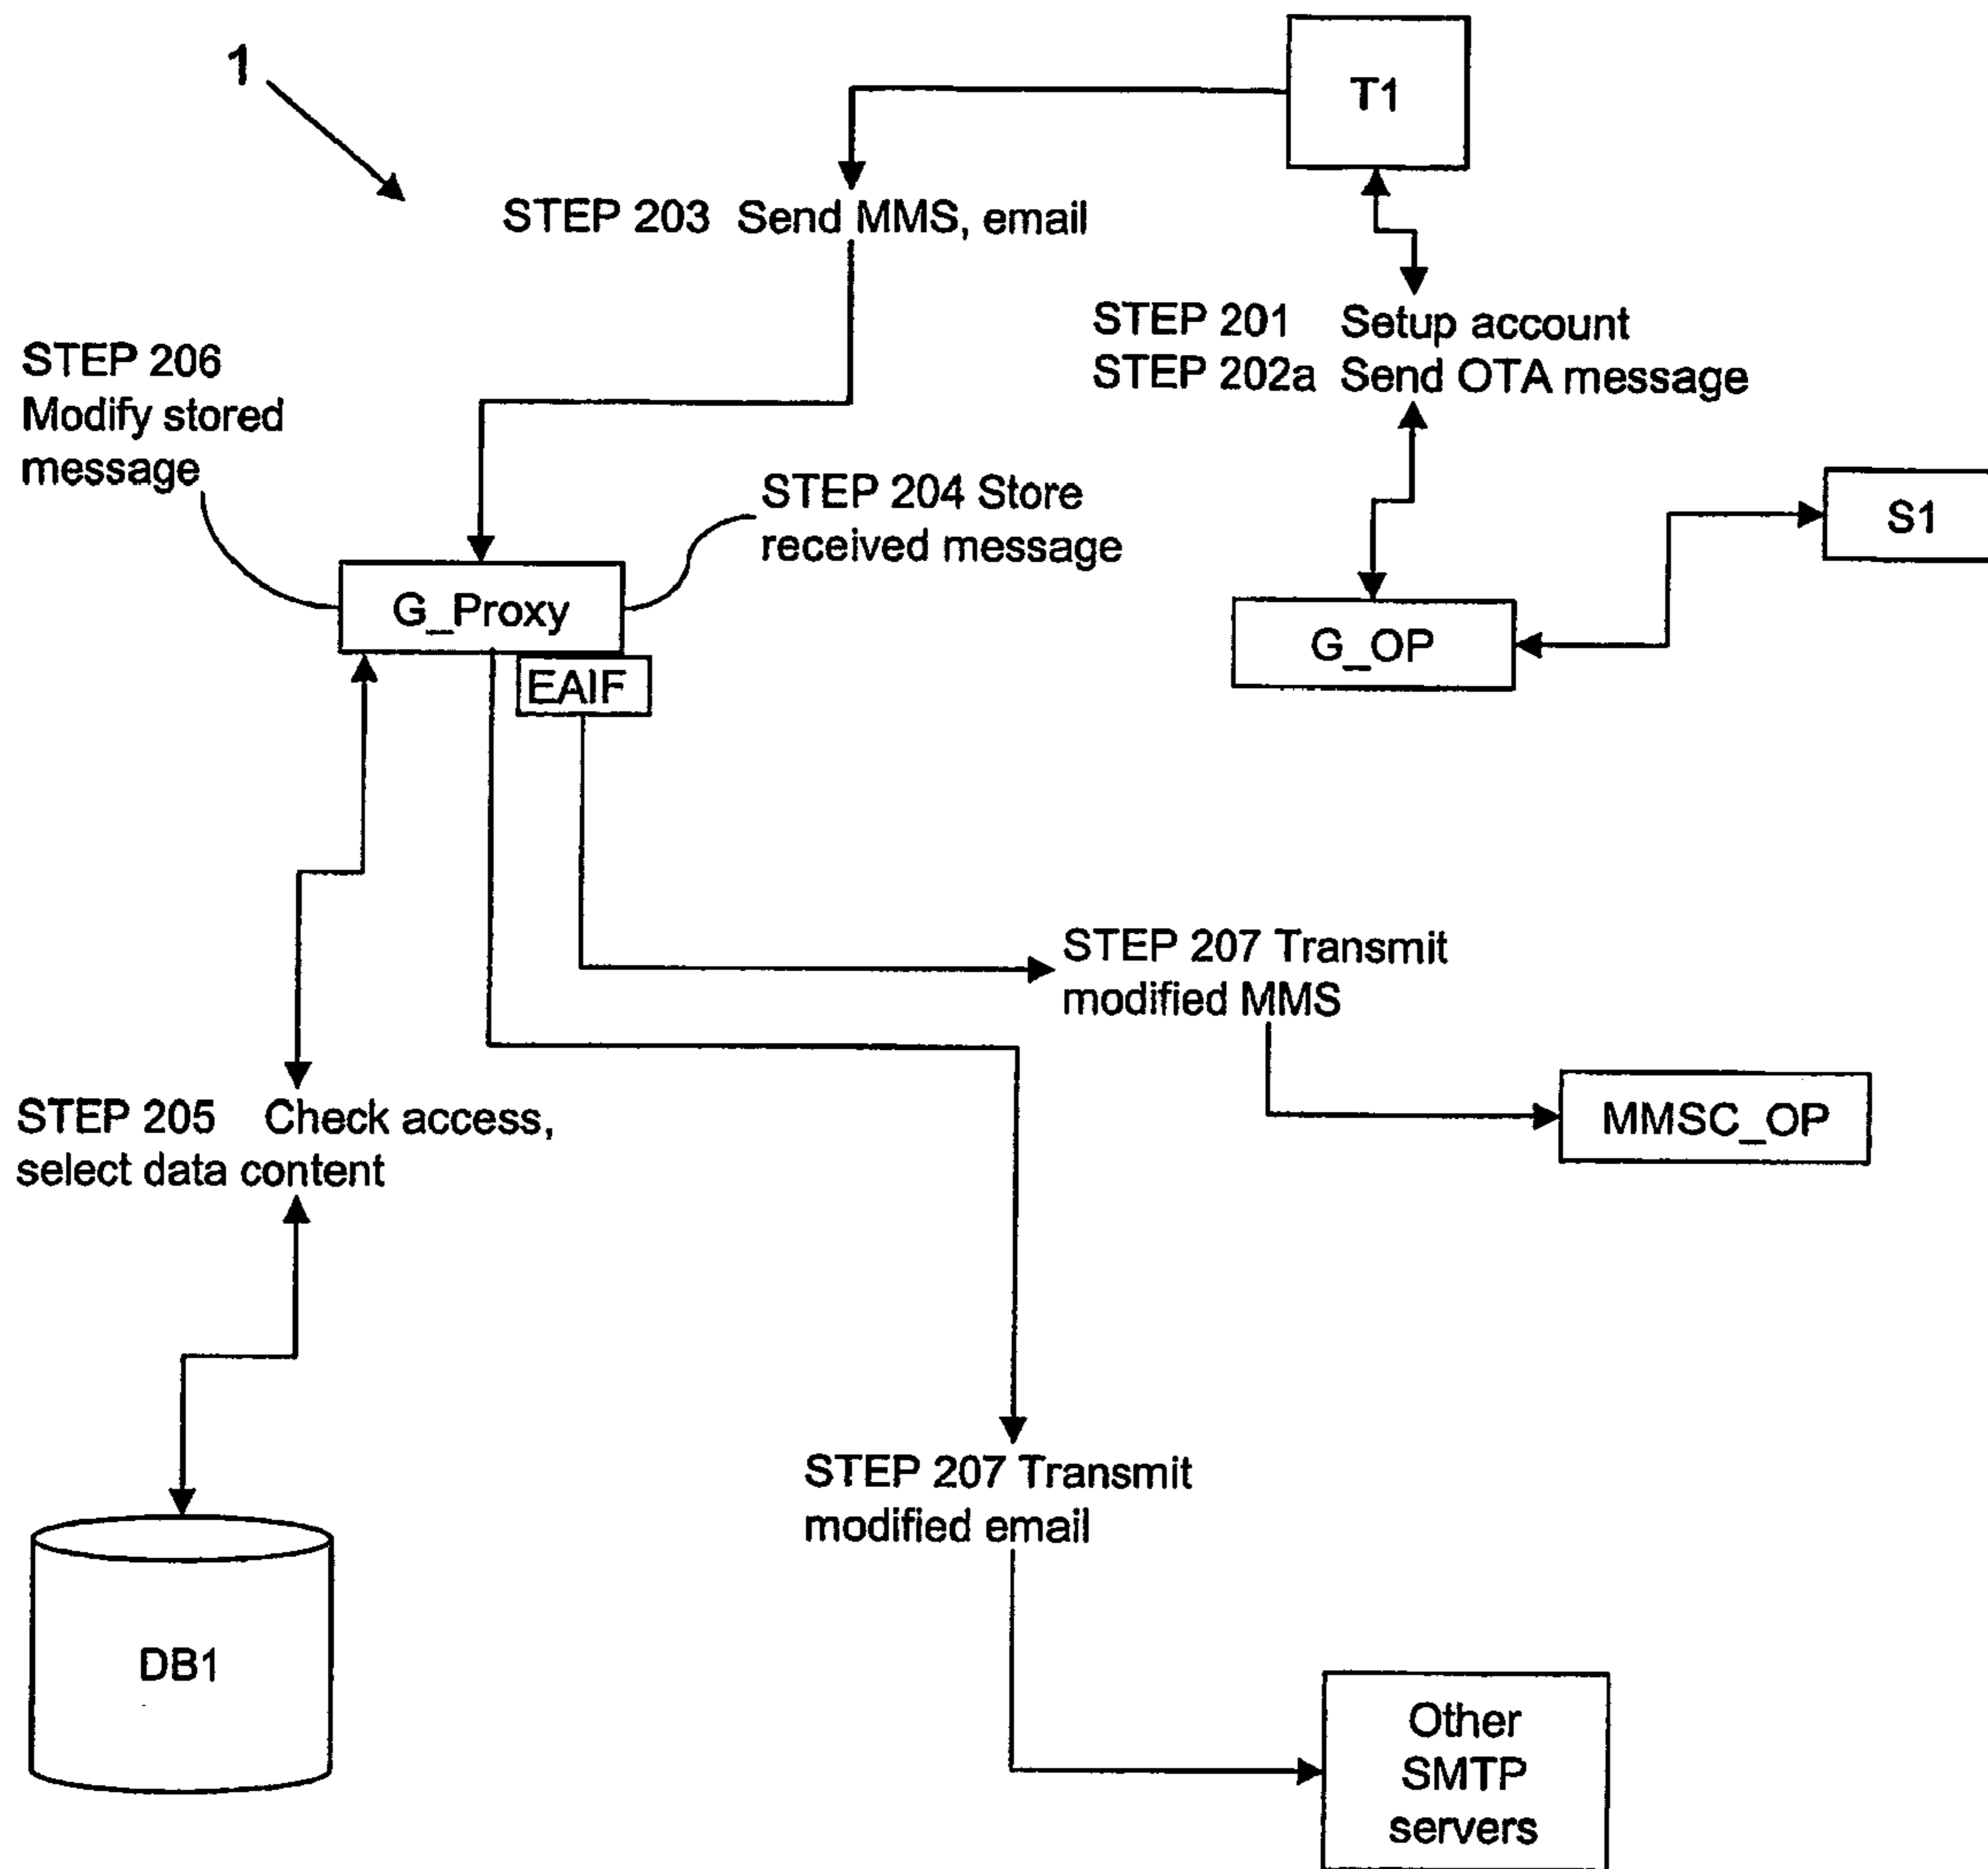 1
T1
STEP 203 Send MMS, email
STEP 201 Setup account
STEP 202a Send OTA message
STEP 206
Modify stored
message
STEP 204 Store
received message
S1
G_Proxy
G_OP
EAIF
STEP 207 Transmit
modified MMS
MMSC_OP
STEP 205 Check access,
select data content
STEP 207 Transmit
modified email
DB1
Other
SMTP
servers